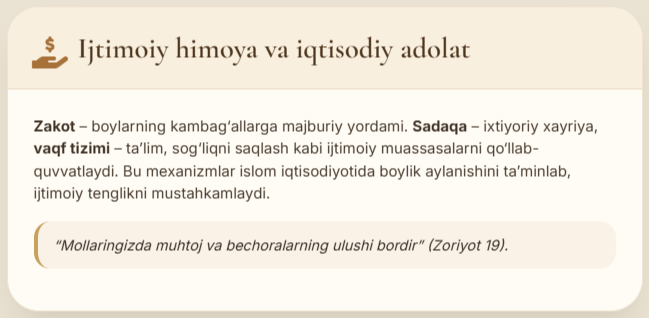 Ijtimoiy himoya va iqtisodiy adolat
Zakot – boylarning kambag‘allarga majburiy yordami. Sadaqa – ixtiyoriy xayriya,
vaqf tizimi – ta’lim, sog‘liqni saqlash kabi ijtimoiy muassasalarni qo‘llab-
quvvatlaydi. Bu mexanizmlar islom iqtisodiyotida boylik aylanishini ta’minlab,
ijtimoiy tenglikni mustahkamlaydi.
“Mollaringizda muhtoj va bechoralarning ulushi bordir” (Zoriyot 19).